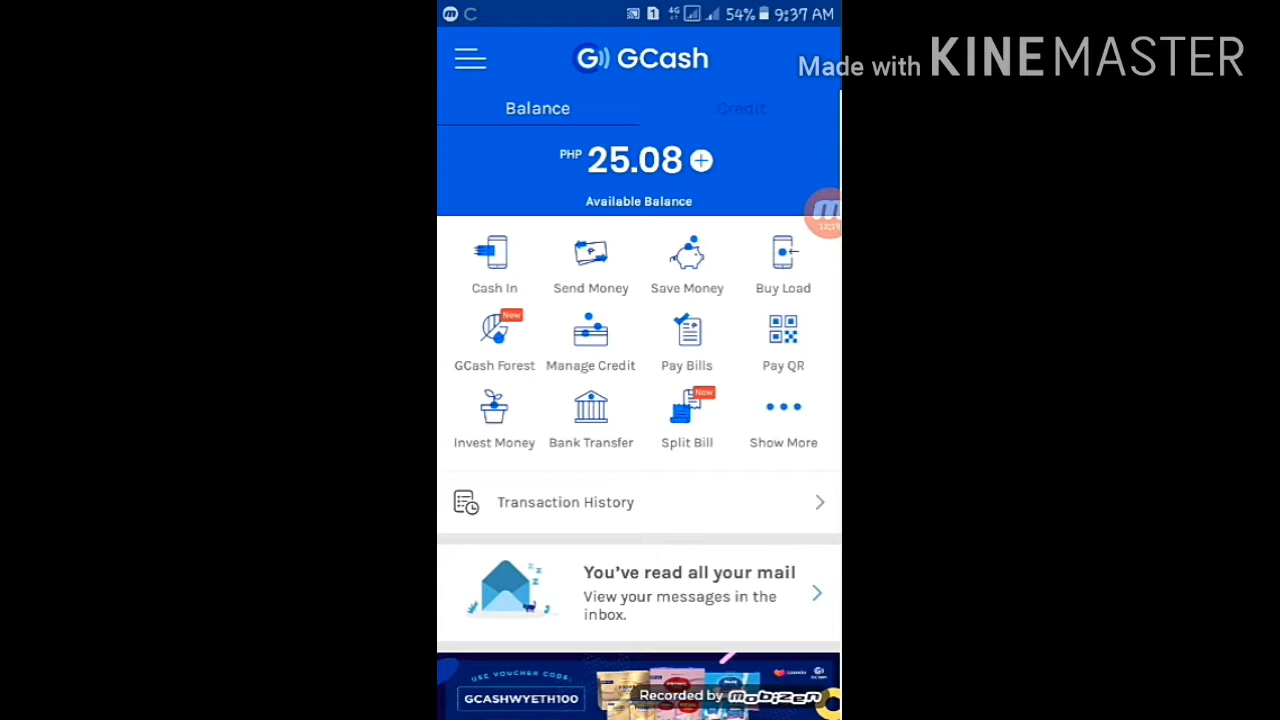 54% 9:37 AM
GCash
Made with KINEMASTER
Balance
Credit
PHP 25.08
Available Balance
Cash In
Send Money
Save Money
Buy Load
New
GCash Forest
Manage Credit
Pay Bills
Pay QR
Invest Money
Bank Transfer
New
Split Bill
Show More
Transaction History
You've read all your mail
View your messages in the
inbox.
USE VOUCHER CODE:
GCASHWYETH100
Recorded by mobizen